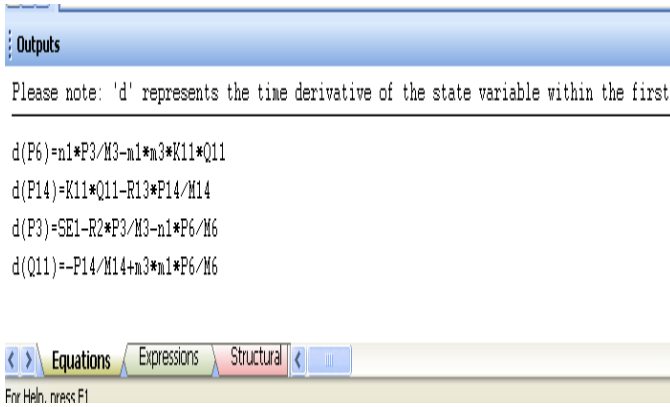 Outputs
Please note: 'd' represents the time derivative of the state variable within the first
d(P6)=n1*P3/M3-m1*m3*K11*Q11
d(P14)=K11*Q11-R13*P14/M14
d(P3)=SE1-R2*P3/M3-n1*P6/M6
d(Q11)=-P14/M14+m3*m1*P6/M6
Equations Expressions Structural
For Help, press F1